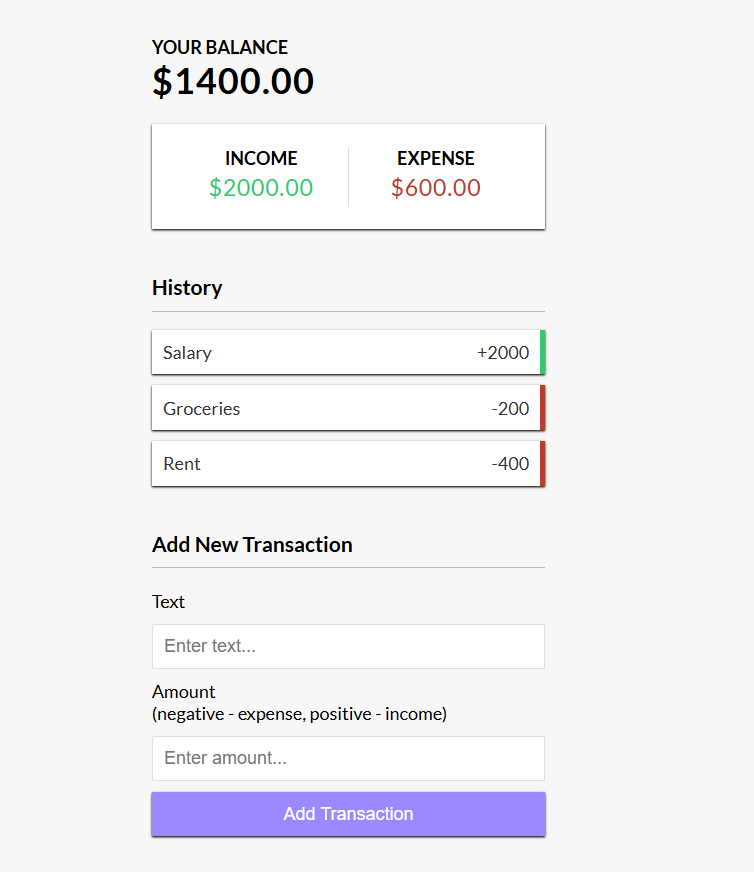 YOUR BALANCE
$1400.00
INCOME EXPENSE
$2000.00 $600.00
History
Salary +2000
Groceries -200
Rent -400
Add New Transaction
Text
Enter text...
Amount
(negative - expense, positive - income)
Enter amount...
Add Transaction